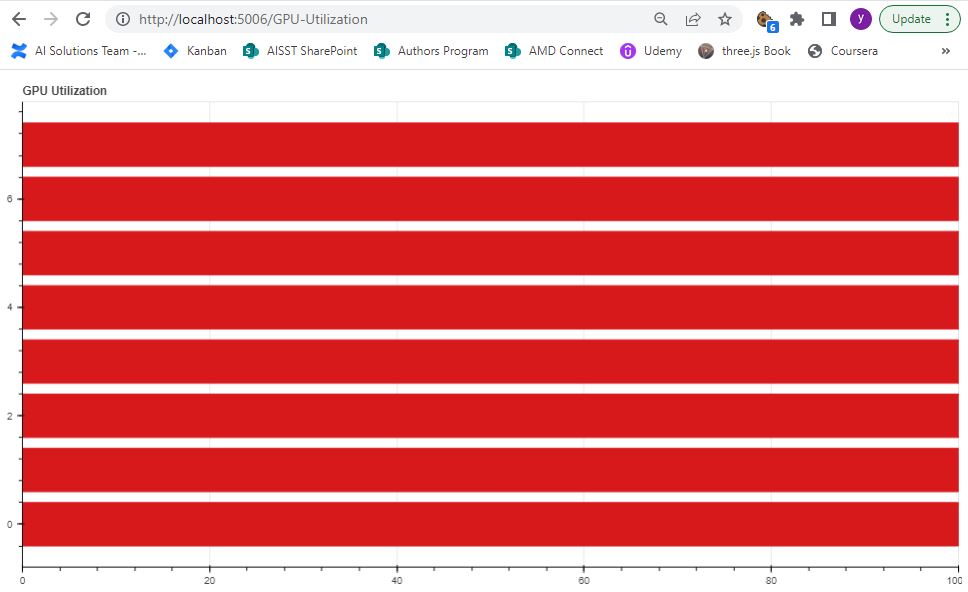 http://localhost:5006/GPU-Utilization
6
y
Update
AI Solutions Team -...
Kanban
AISST SharePoint
Authors Program
AMD Connect
Udemy
three.js Book
Coursera
»
GPU Utilization
6
4
2
0
0 20 40 60 80 100